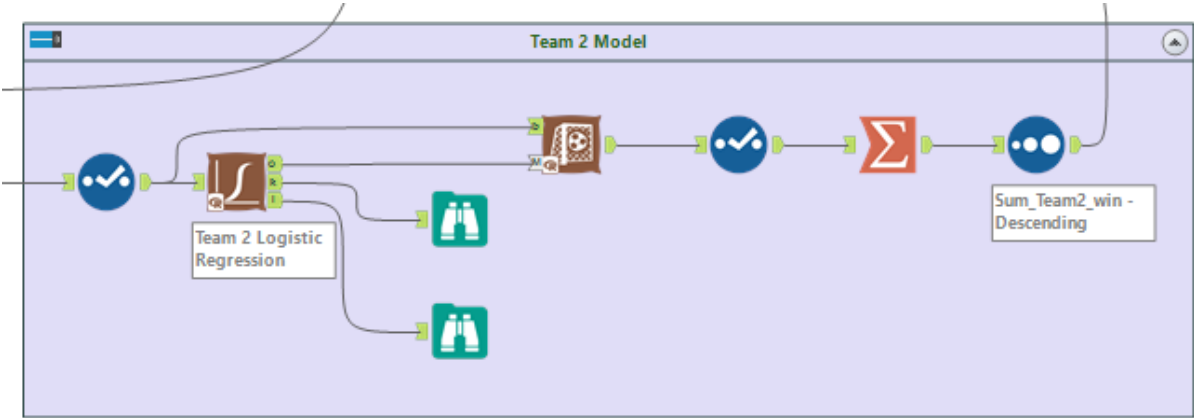 Team 2 Model
D
M
O
R
I
Team 2 Logistic
Regression
Sum_Team2_win -
Descending